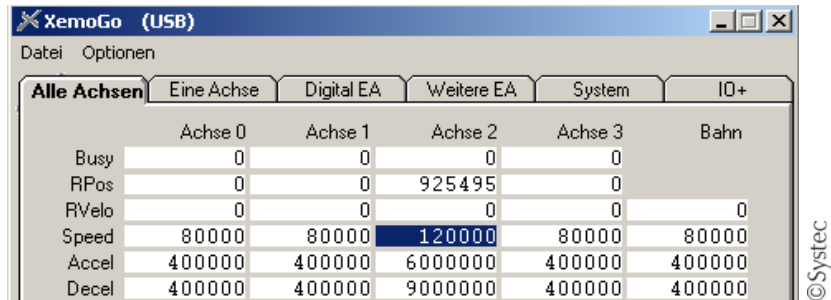 XemoGo (USB)
Datei Optionen
Alle Achsen Eine Achse Digital EA Weitere EA System IO+
Achse 0 Achse 1 Achse 2 Achse 3 Bahn
Busy 0 0 0 0
RPos 0 0 925495 0
RVelo 0 0 0 0 0
Speed 80000 80000 120000 80000 80000
Accel 400000 400000 6000000 400000 400000
Decel 400000 400000 9000000 400000 400000
©Systec